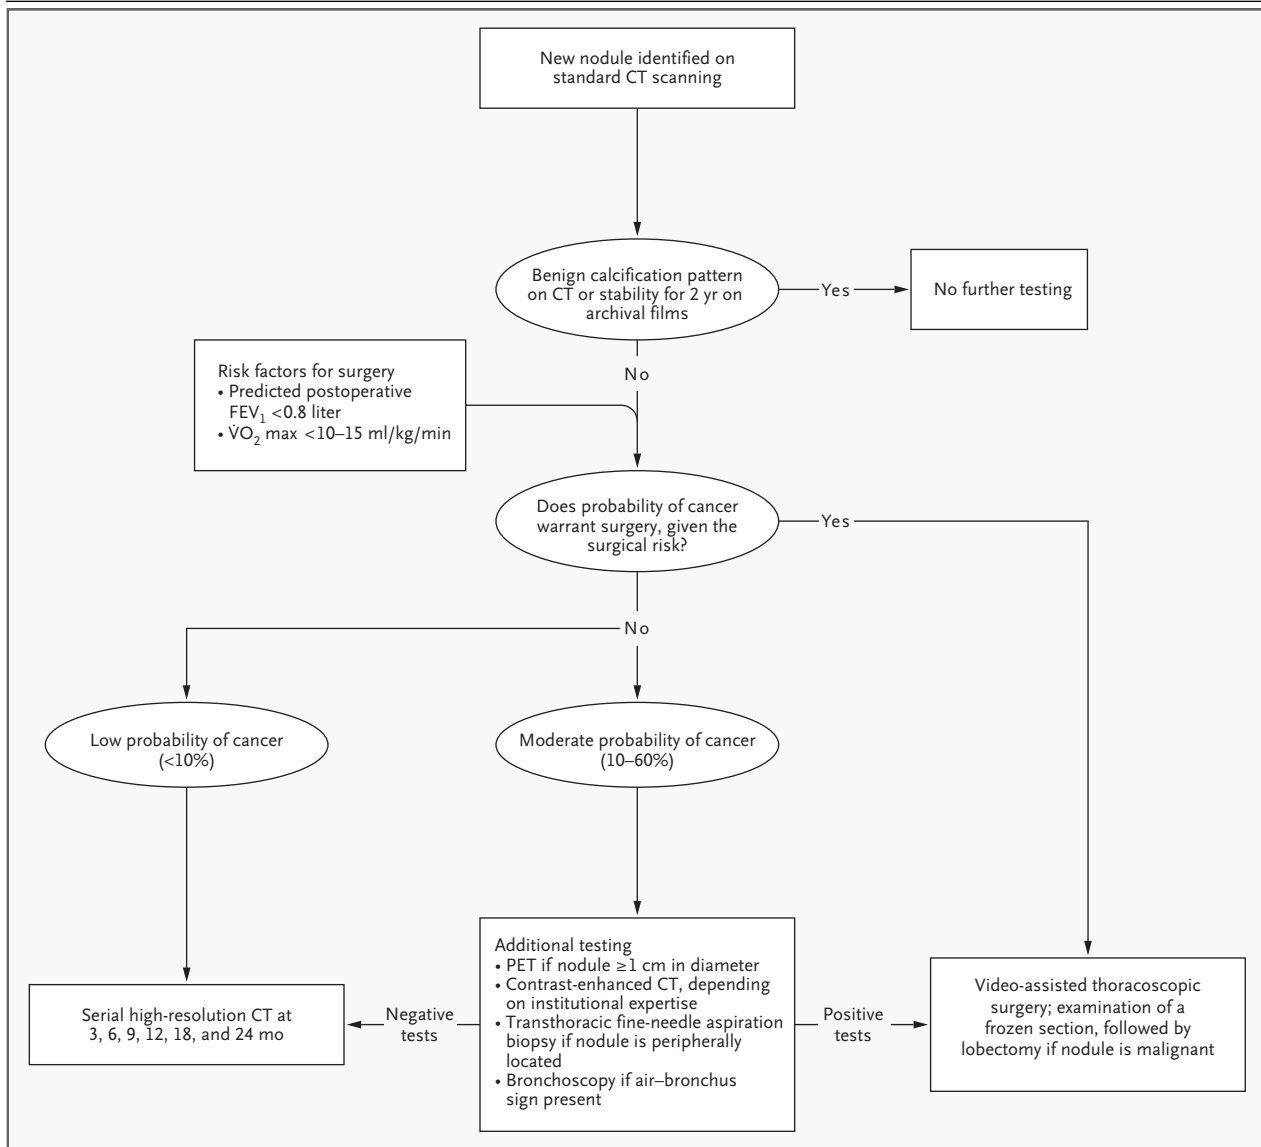 New nodule identified on
standard CT scanning
Benign calcification pattern
on CT or stability for 2 yr on
archival films
Yes
No further testing
No
Risk factors for surgery
• Predicted postoperative
FEV₁ <0.8 liter
• V̇O₂ max <10–15 ml/kg/min
Does probability of cancer
warrant surgery, given the
surgical risk?
Yes
No
Low probability of cancer
(<10%)
Moderate probability of cancer
(10–60%)
Additional testing
• PET if nodule ≥1 cm in diameter
• Contrast-enhanced CT, depending
on institutional expertise
• Transthoracic fine-needle aspiration
biopsy if nodule is peripherally
located
• Bronchoscopy if air–bronchus
sign present
Negative
tests
Serial high-resolution CT at
3, 6, 9, 12, 18, and 24 mo
Positive
tests
Video-assisted thoracoscopic
surgery; examination of a
frozen section, followed by
lobectomy if nodule is malignant